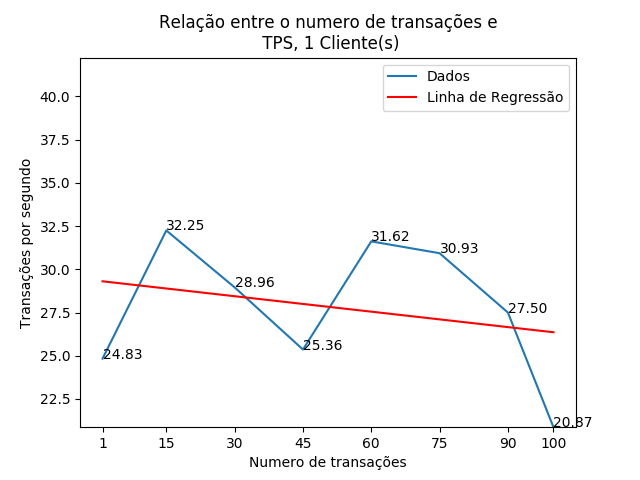 Relação entre o numero de transações e
TPS, 1 Cliente(s)
Dados
Linha de Regressão
40.0
37.5
35.0
32.5
30.0
27.5
25.0
22.5
Transações por segundo
24.83
32.25
28.96
25.36
31.62
30.93
27.50
20.87
1 15 30 45 60 75 90 100
Numero de transações